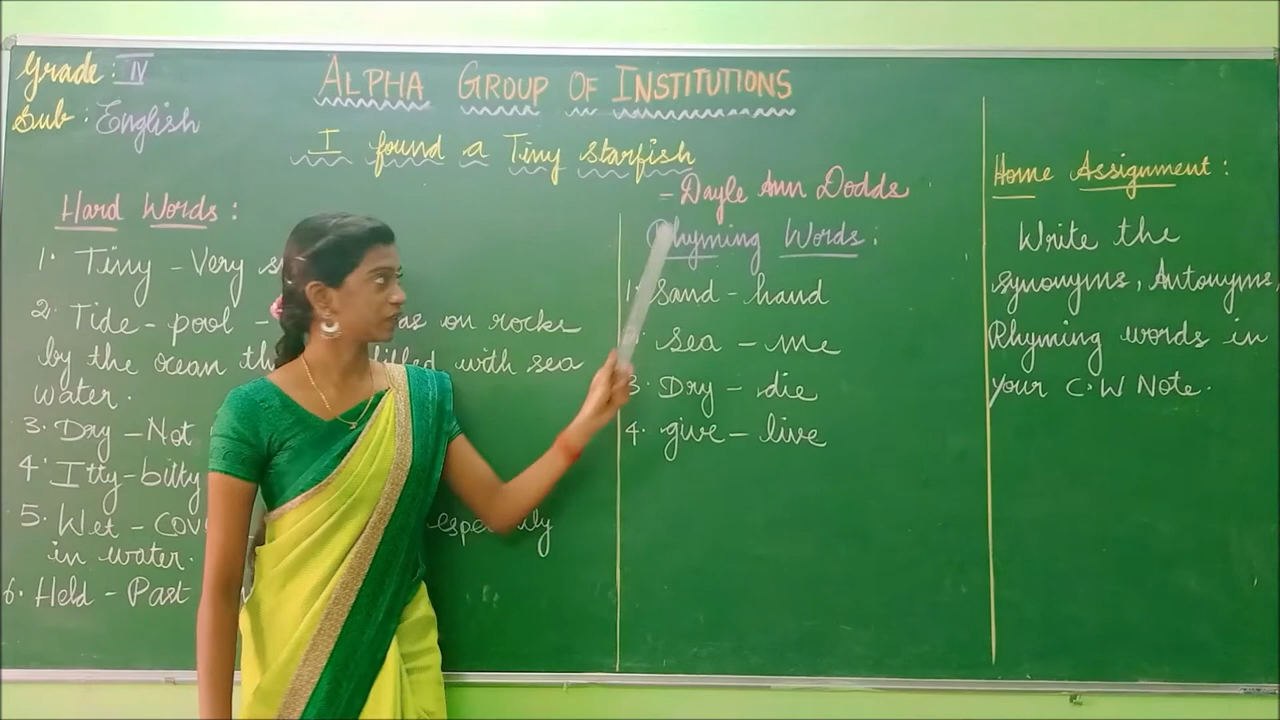 Grade : IV
Sub : English
ALPHA GROUP OF INSTITUTIONS
I found a Tiny starfish
- Dayle Ann Dodds
Hard Words :
1. Tiny - Very
2. Tide - pool - on rocks
by the ocean filled with sea
water.
3. Dry - Not
4. Itty - bitty
5. Wet - especially
in water.
6. Held - Past
Rhyming Words :
1. Sand - hand
sea - me
3. Dry - die
4. give - live
Home Assignment :
Write the
synonyms, Antonyms,
Rhyming words in
your C.W Note.